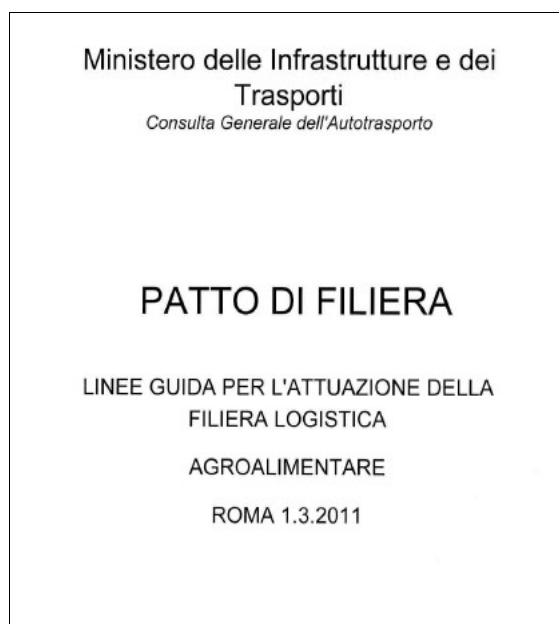 Ministero delle Infrastrutture e dei
Trasporti
Consulta Generale dell'Autotrasporto
PATTO DI FILIERA
LINEE GUIDA PER L'ATTUAZIONE DELLA
FILIERA LOGISTICA
AGROALIMENTARE
ROMA 1.3.2011